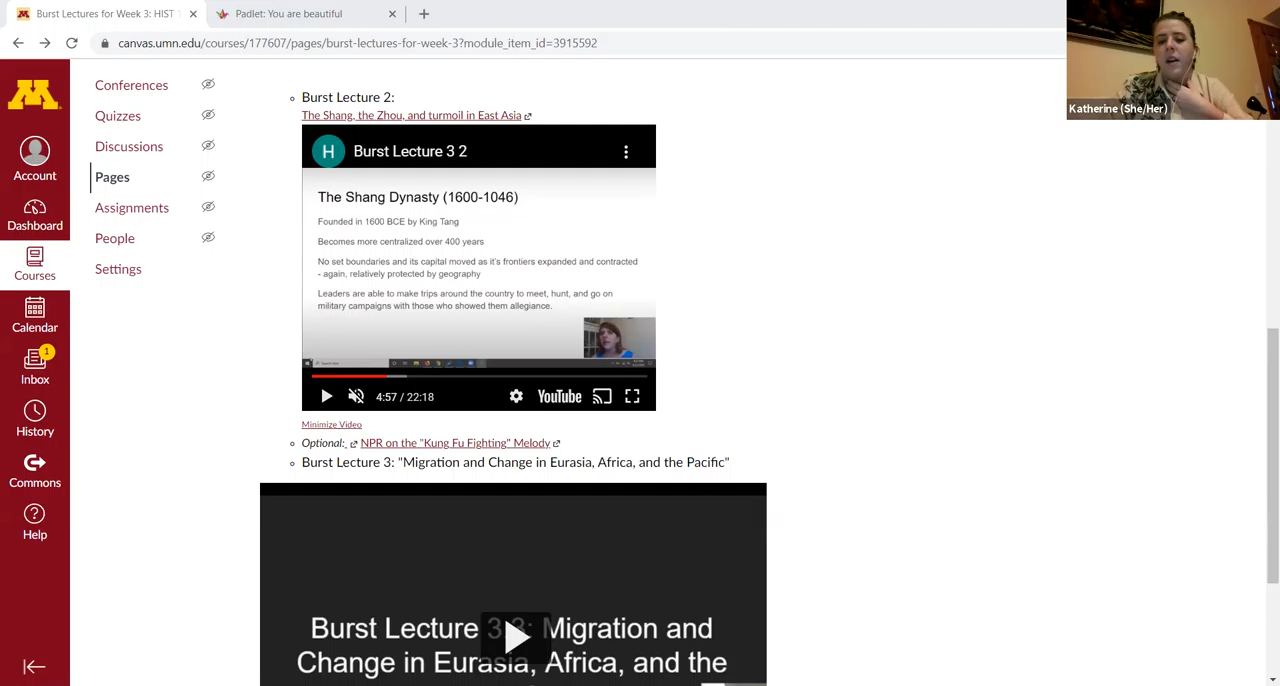 Burst Lectures for Week 3: HIST
Padlet: You are beautiful
canvas.umn.edu/courses/177607/pages/burst-lectures-for-week-3?module_item_id=3915592
Katherine (She/Her)
M
Account
Dashboard
Courses
Calendar
1
Inbox
History
Commons
Help
Conferences
Quizzes
Discussions
Pages
Assignments
People
Settings
Burst Lecture 2:
The Shang, the Zhou, and turmoil in East Asia
H Burst Lecture 3 2
The Shang Dynasty (1600-1046)
Founded in 1600 BCE by King Tang
Becomes more centralized over 400 years
No set boundaries and its capital moved as it's frontiers expanded and contracted
- again, relatively protected by geography
Leaders are able to make trips around the country to meet, hunt, and go on
military campaigns with those who showed them allegiance.
4:57 / 22:18 YouTube
Minimize Video
Optional: NPR on the "Kung Fu Fighting" Melody
Burst Lecture 3: "Migration and Change in Eurasia, Africa, and the Pacific"
Burst Lecture 3.3: Migration and
Change in Eurasia, Africa, and the